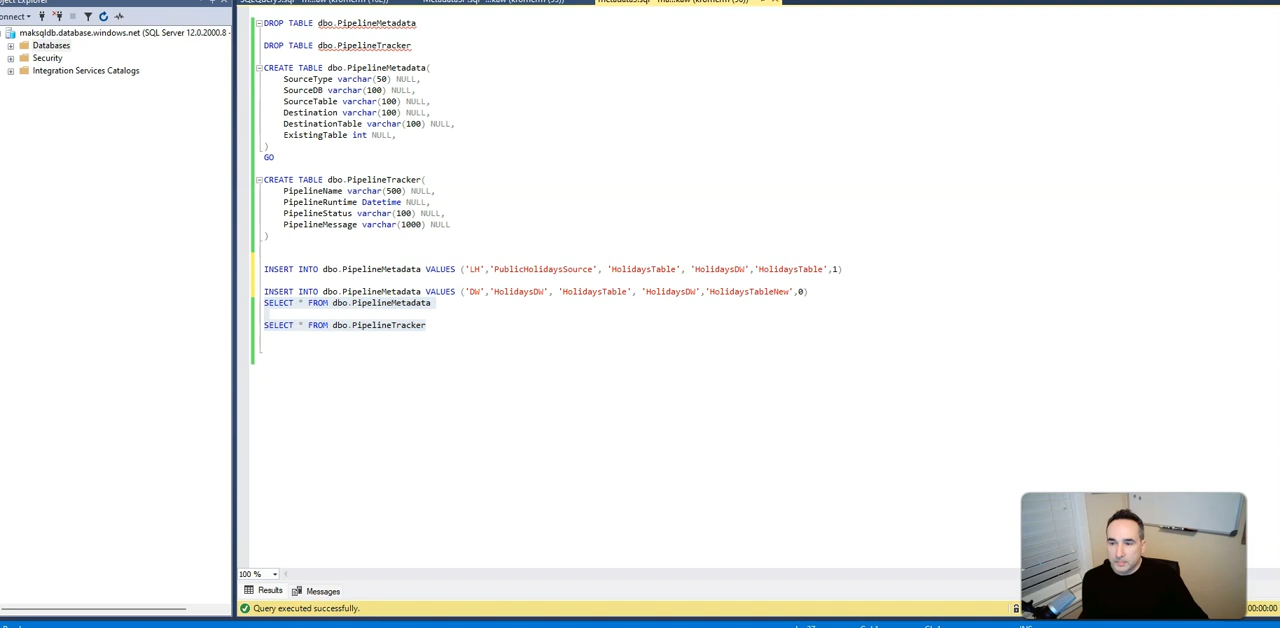 Connect
maksqldb.database.windows.net (SQL Server 12.0.2000.8 -
Databases
Security
Integration Services Catalogs
DROP TABLE dbo.PipelineMetadata
DROP TABLE dbo.PipelineTracker
CREATE TABLE dbo.PipelineMetadata(
SourceType varchar(50) NULL,
SourceDB varchar(100) NULL,
SourceTable varchar(100) NULL,
Destination varchar(100) NULL,
DestinationTable varchar(100) NULL,
ExistingTable int NULL,
)
GO
CREATE TABLE dbo.PipelineTracker(
PipelineName varchar(500) NULL,
PipelineRuntime Datetime NULL,
PipelineStatus varchar(100) NULL,
PipelineMessage varchar(1000) NULL
)
INSERT INTO dbo.PipelineMetadata VALUES ('LH','PublicHolidaysSource', 'HolidaysTable', 'HolidaysDW','HolidaysTable',1)
INSERT INTO dbo.PipelineMetadata VALUES ('DW','HolidaysDW', 'HolidaysTable', 'HolidaysDW','HolidaysTableNew',0)
SELECT * FROM dbo.PipelineMetadata
SELECT * FROM dbo.PipelineTracker
100 %
Results Messages
Query executed successfully.
00:00:00